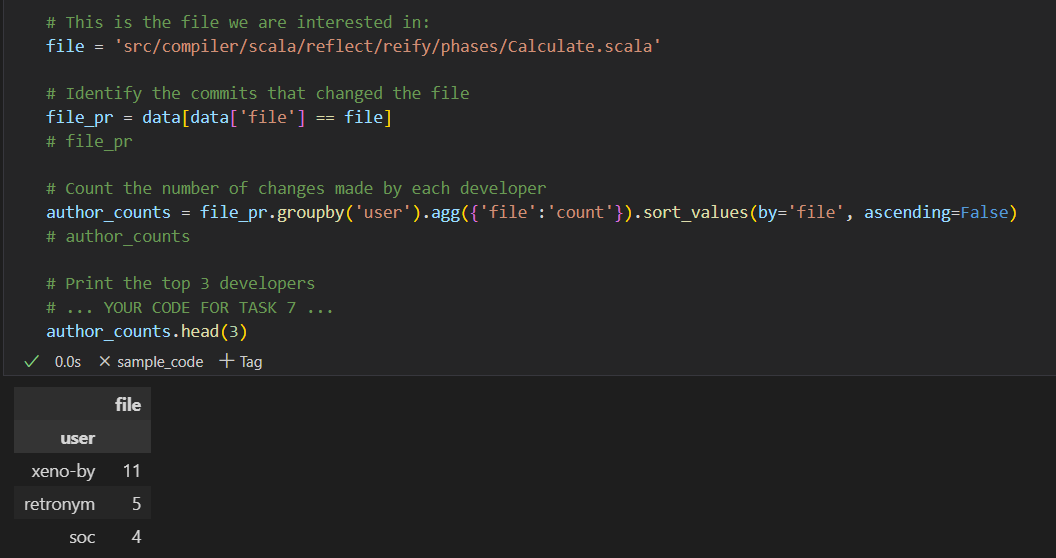 # This is the file we are interested in:
file = 'src/compiler/scala/reflect/reify/phases/Calculate.scala'
# Identify the commits that changed the file
file_pr = data[data['file'] == file]
# file_pr
# Count the number of changes made by each developer
author_counts = file_pr.groupby('user').agg({'file':'count'}).sort_values(by='file', ascending=False)
# author_counts
# Print the top 3 developers
# ... YOUR CODE FOR TASK 7 ...
author_counts.head(3)
✓ 0.0s × sample_code + Tag
file
user
xeno-by 11
retronym 5
soc 4